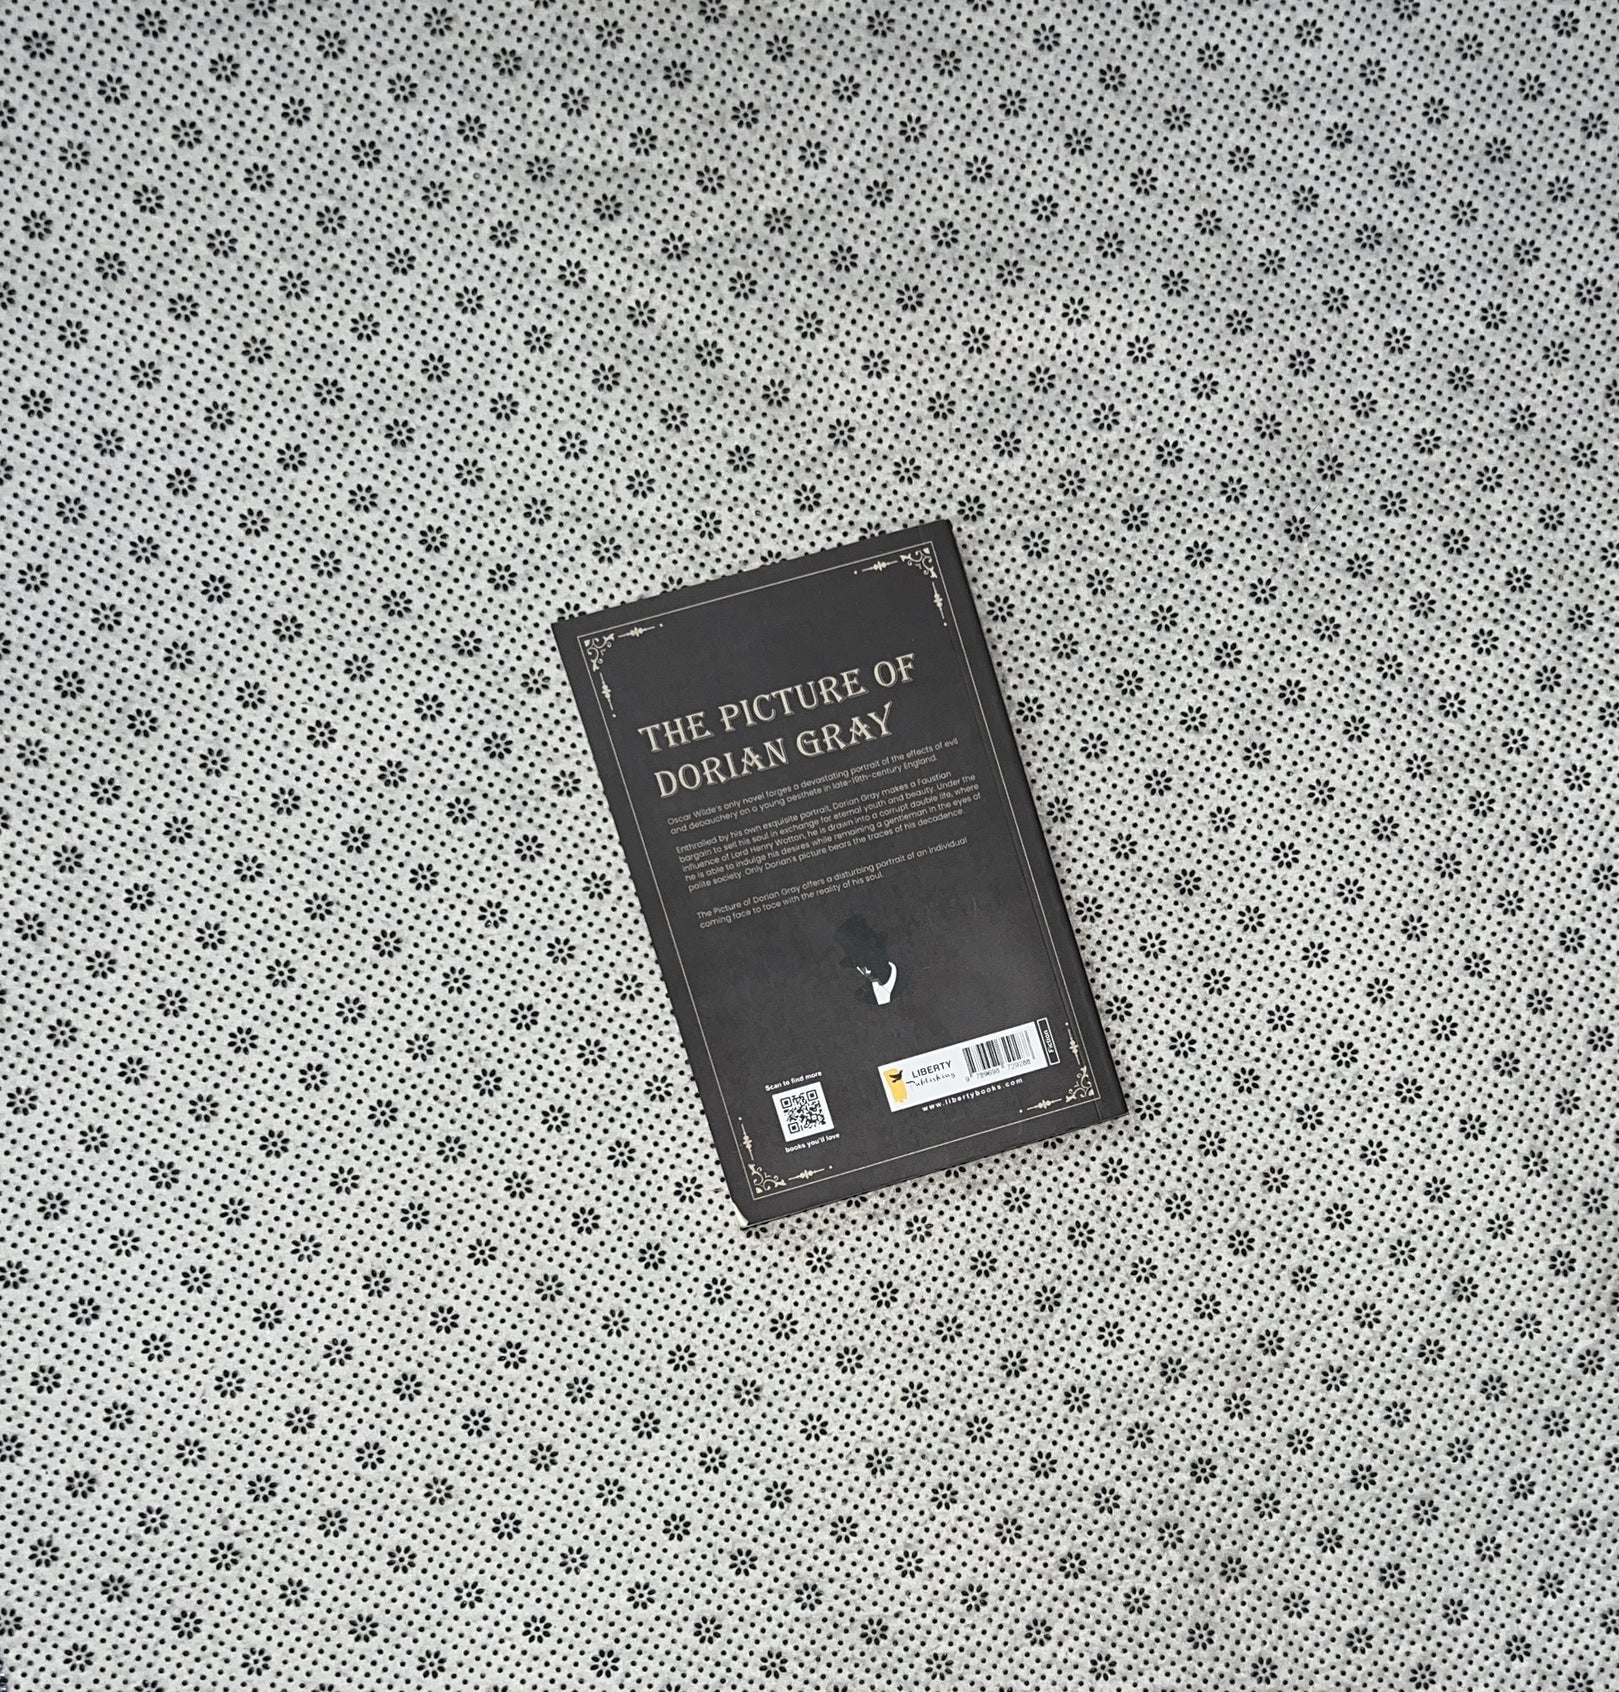 THE PICTURE OF
DORIAN GRAY
Oscar Wilde's only novel forges a devastating portrait of the effects of evil
and debauchery on a young aesthete in late-19th-century England.
Enthralled by his own exquisite portrait, Dorian Gray makes a Faustian
bargain to sell his soul in exchange for eternal youth and beauty. Under the
influence of Lord Henry Wotton, he is drawn into a corrupt double life, where
he is able to indulge his desires while remaining a gentleman in the eyes of
polite society. Only Dorian's picture bears the traces of his decadence.
The Picture of Dorian Gray offers a disturbing portrait of an individual
coming face to face with the reality of his soul.
Scan to find more
books you'll love
LIBERTY
Publishing
9 789698 729288
Fiction
www.libertybooks.com